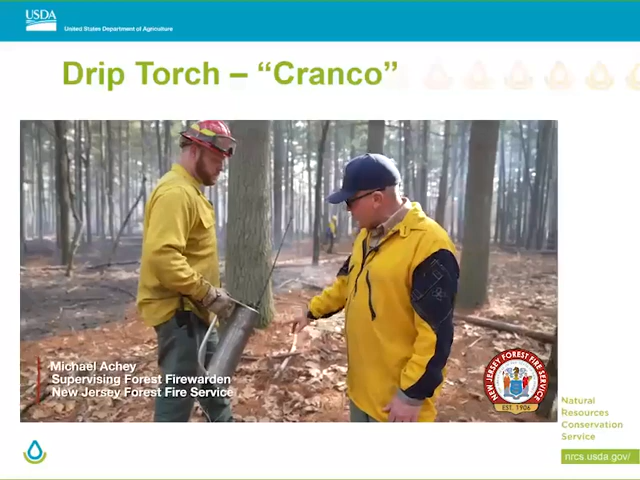 USDA
United States Department of Agriculture
Drip Torch – “Cranco”
Michael Achey
Supervising Forest Firewarden
New Jersey Forest Fire Service
NEW JERSEY FOREST FIRE SERVICE
EST. 1906
Natural
Resources
Conservation
Service
nrcs.usda.gov/